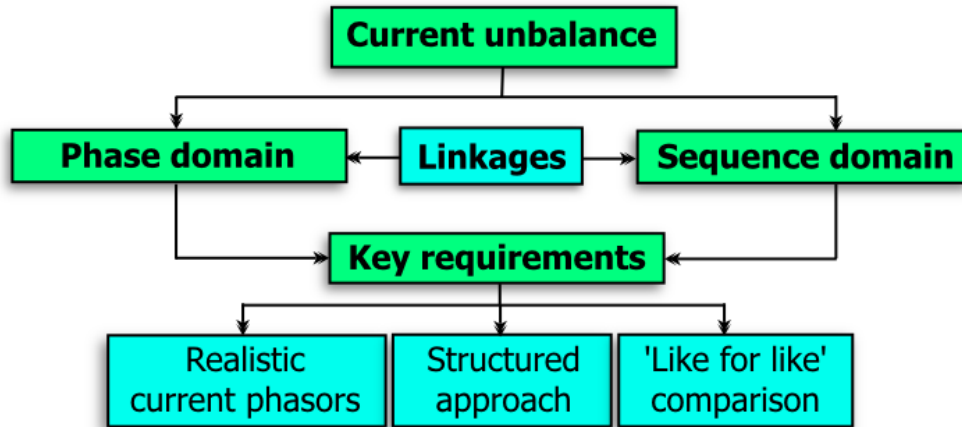 Current unbalance
Phase domain
Linkages
Sequence domain
Key requirements
Realistic
current phasors
Structured
approach
'Like for like'
comparison